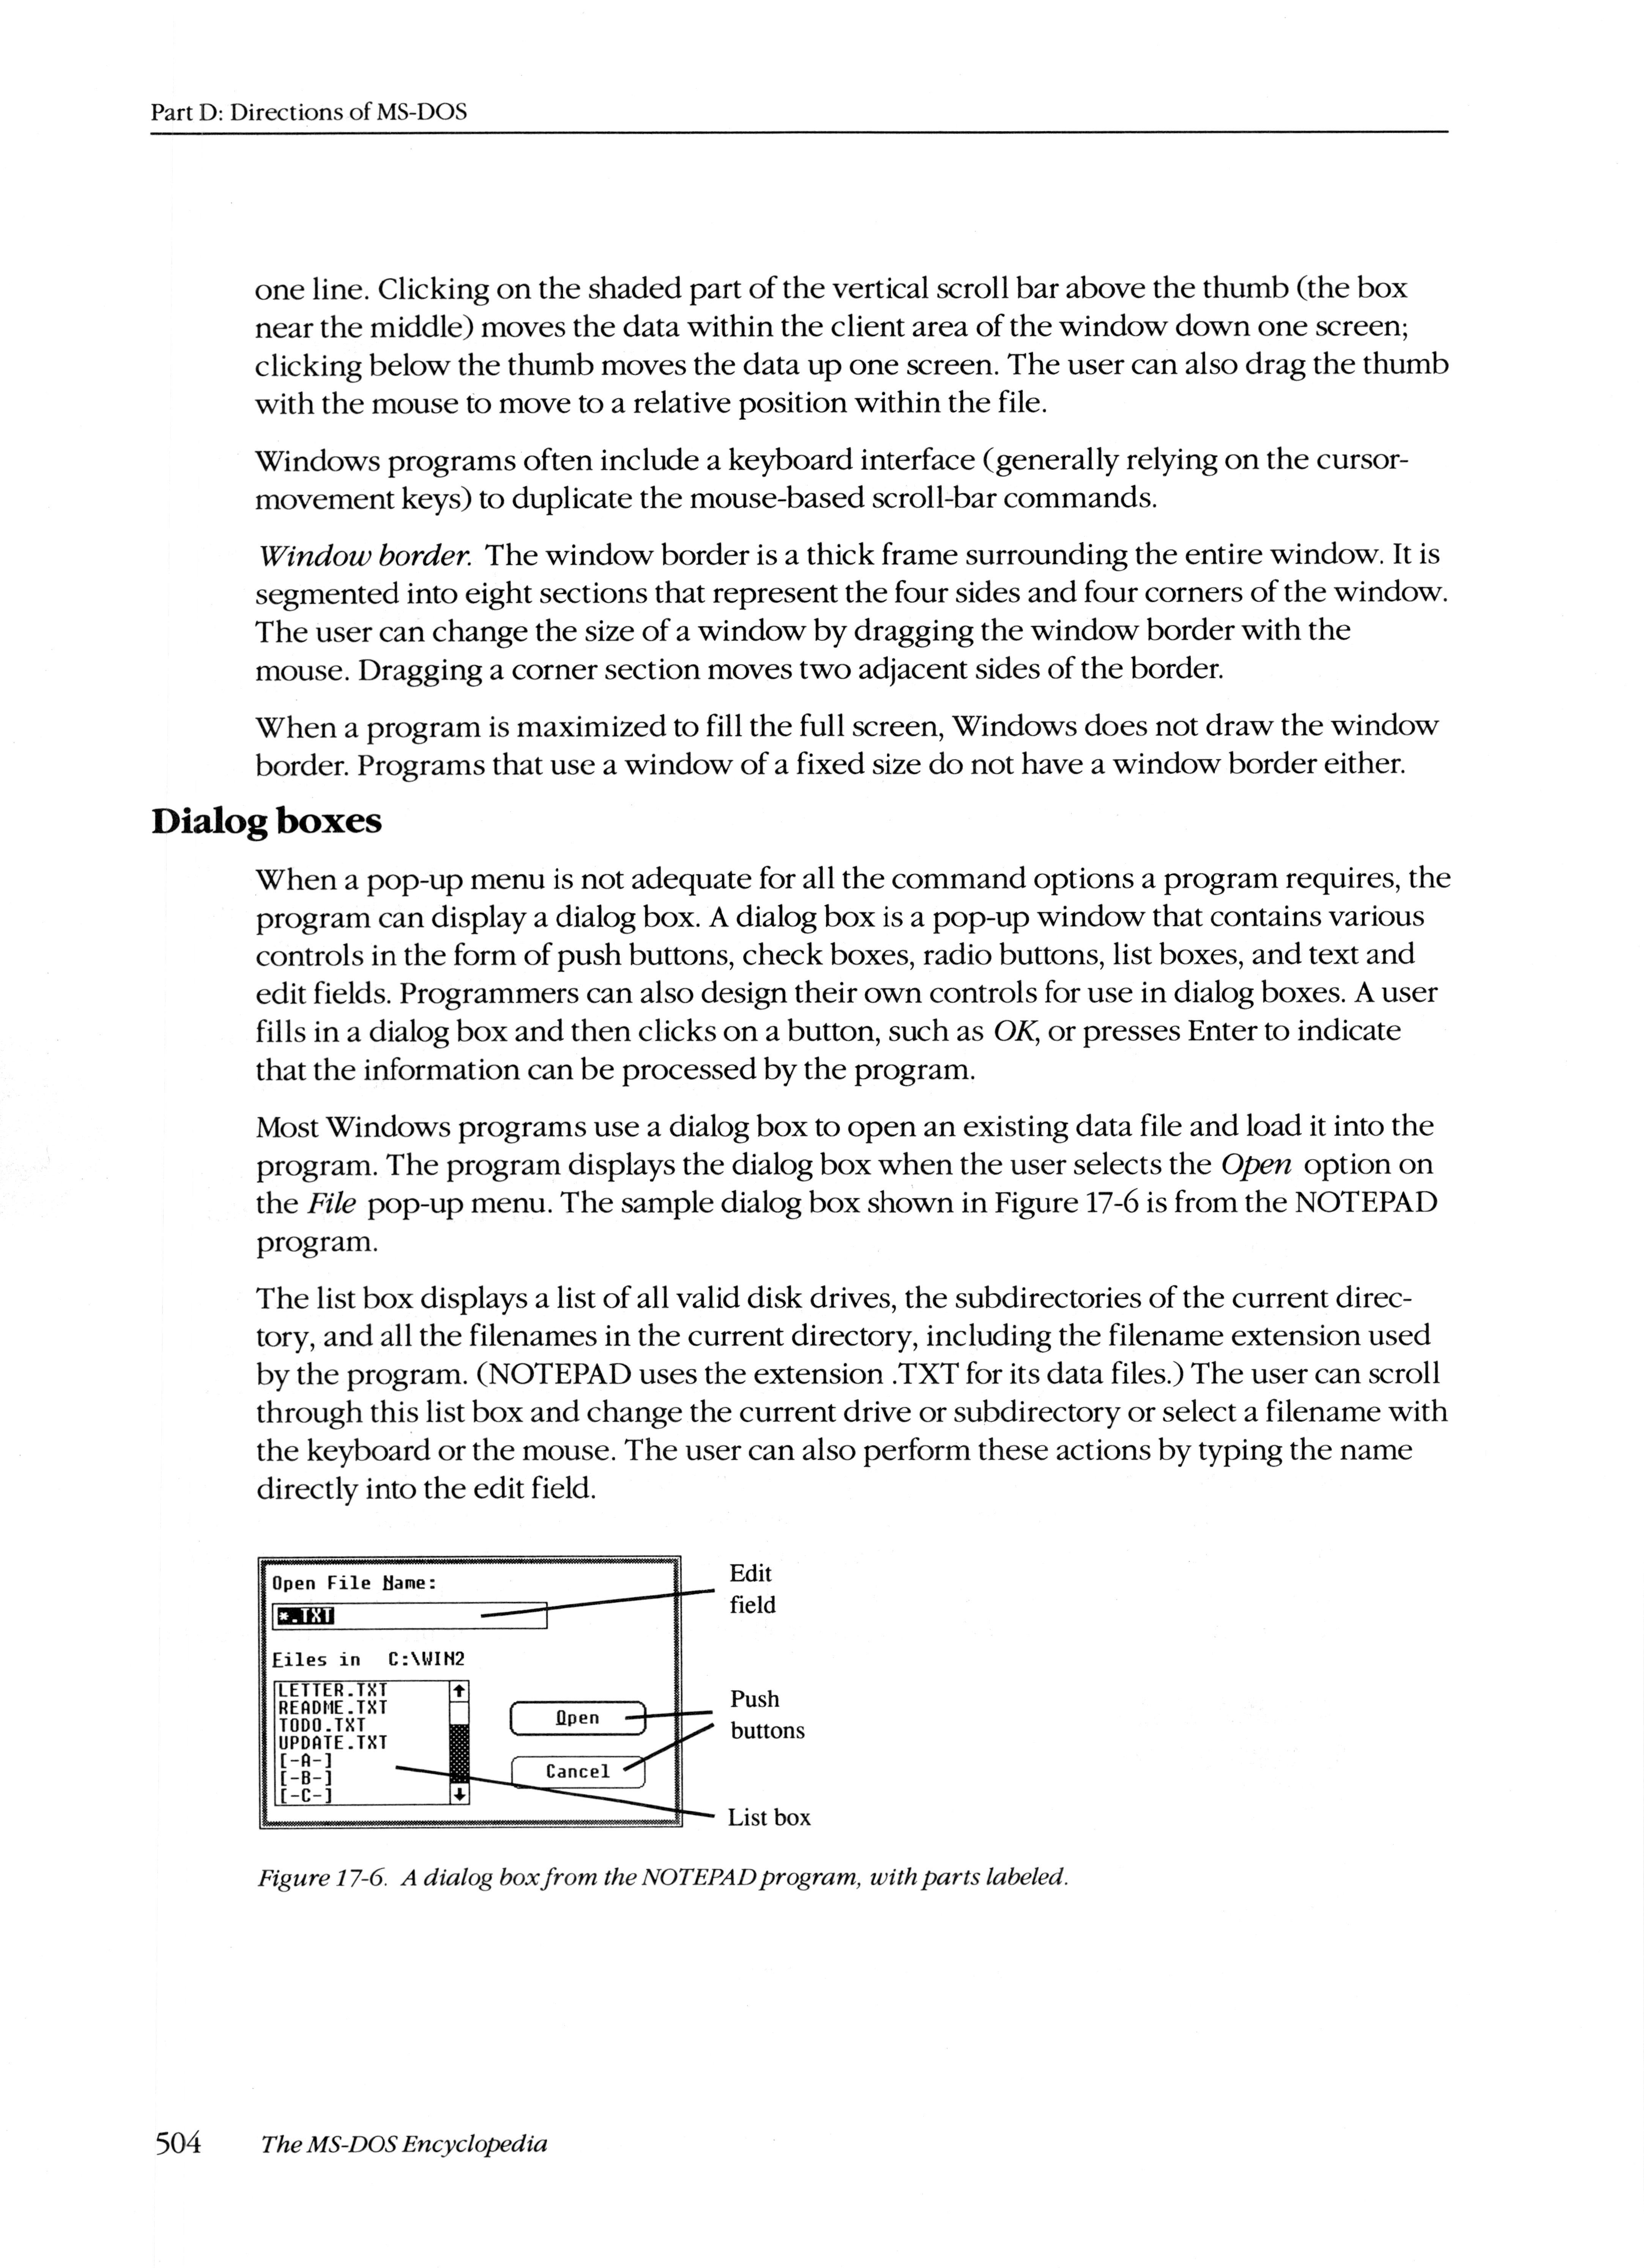 Part D: Directions of MS-DOS
one line. Clicking on the shaded part of the vertical scroll bar above the thumb (the box
near the middle) moves the data within the client area of the window down one screen;
clicking below the thumb moves the data up one screen. The user can also drag the thumb
with the mouse to move to a relative position within the file.
Windows programs often include a keyboard interface (generally relying on the cursor-
movement keys) to duplicate the mouse-based scroll-bar commands.
Window border. The window border is a thick frame surrounding the entire window. It is
segmented into eight sections that represent the four sides and four corners of the window.
The user can change the size of a window by dragging the window border with the
mouse. Dragging a corner section moves two adjacent sides of the border.
When a program is maximized to fill the full screen, Windows does not draw the window
border. Programs that use a window of a fixed size do not have a window border either.
Dialog boxes
When a pop-up menu is not adequate for all the command options a program requires, the
program can display a dialog box. A dialog box is a pop-up window that contains various
controls in the form of push buttons, check boxes, radio buttons, list boxes, and text and
edit fields. Programmers can also design their own controls for use in dialog boxes. A user
fills in a dialog box and then clicks on a button, such as OK, or presses Enter to indicate
that the information can be processed by the program.
Most Windows programs use a dialog box to open an existing data file and load it into the
program. The program displays the dialog box when the user selects the Open option on
the File pop-up menu. The sample dialog box shown in Figure 17-6 is from the NOTEPAD
program.
The list box displays a list of all valid disk drives, the subdirectories of the current direc-
tory, and all the filenames in the current directory, including the filename extension used
by the program. (NOTEPAD uses the extension .TXT for its data files.) The user can scroll
through this list box and change the current drive or subdirectory or select a filename with
the keyboard or the mouse. The user can also perform these actions by typing the name
directly into the edit field.
Open File Name:
*.TXT
Files in C:\WIN2
LETTER.TXT
README.TXT
TODO.TXT
UPDATE.TXT
[-A-]
[-B-]
[-C-]
Open
Cancel
Edit
field
Push
buttons
List box
Figure 17-6. A dialog box from the NOTEPAD program, with parts labeled.
504 The MS-DOS Encyclopedia